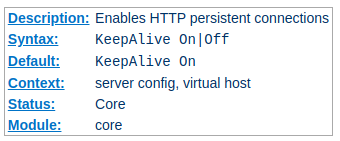 Description: Enables HTTP persistent connections
Syntax: KeepAlive On|Off
Default: KeepAlive On
Context: server config, virtual host
Status: Core
Module: core